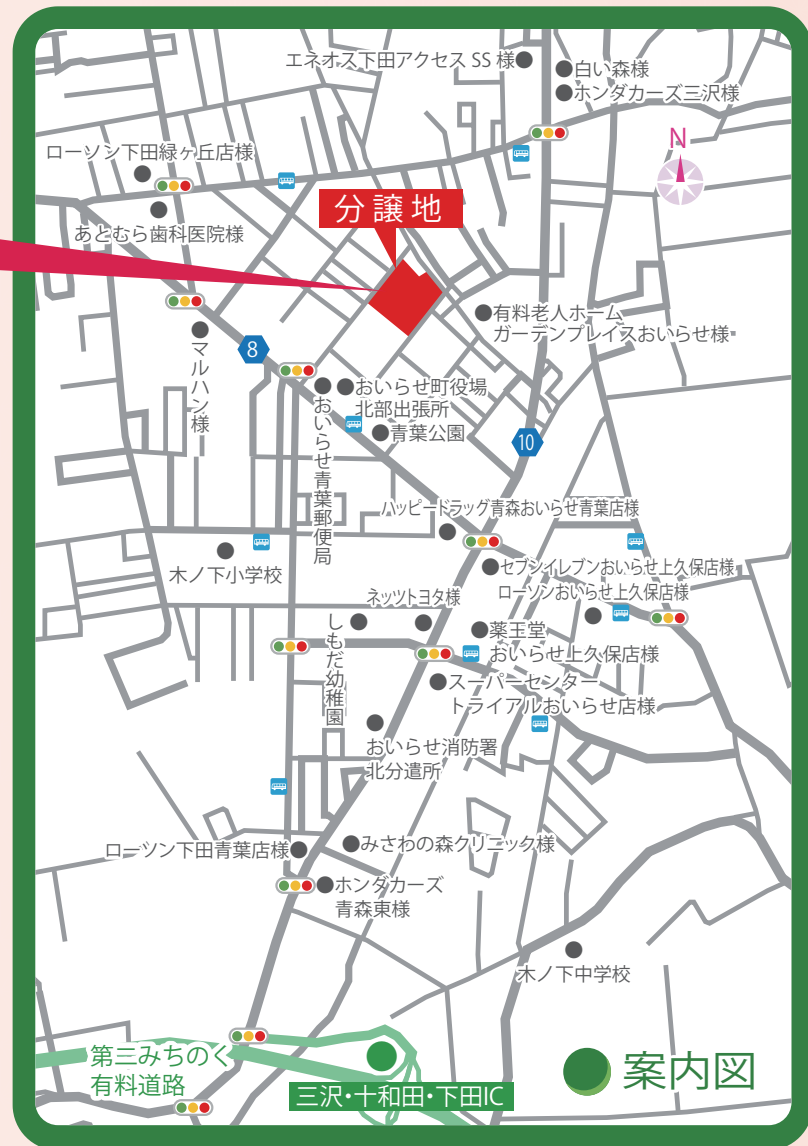 エネオス下田アクセスSS様
白い森様
ホンダカーズ三沢様
ローソン下田緑ヶ丘店様
N
あとむら歯科医院様
分譲地
有料老人ホーム
ガーデンプレイスおいらせ様
マルハン様
8
おいらせ町役場
北部出張所
青葉公園
おいらせ青葉郵便局
10
ハッピードラッグ青森おいらせ青葉店様
木ノ下小学校
セブンイレブンおいらせ上久保店様
ローソンおいらせ上久保店様
ネッツトヨタ様
しもだ幼稚園
薬王堂
おいらせ上久保店様
スーパーセンター
トライアルおいらせ店様
おいらせ消防署
北分遣所
ローソン下田青葉店様
みさわの森クリニック様
ホンダカーズ
青森東様
木ノ下中学校
第三みちのく
有料道路
三沢・十和田・下田IC
案内図